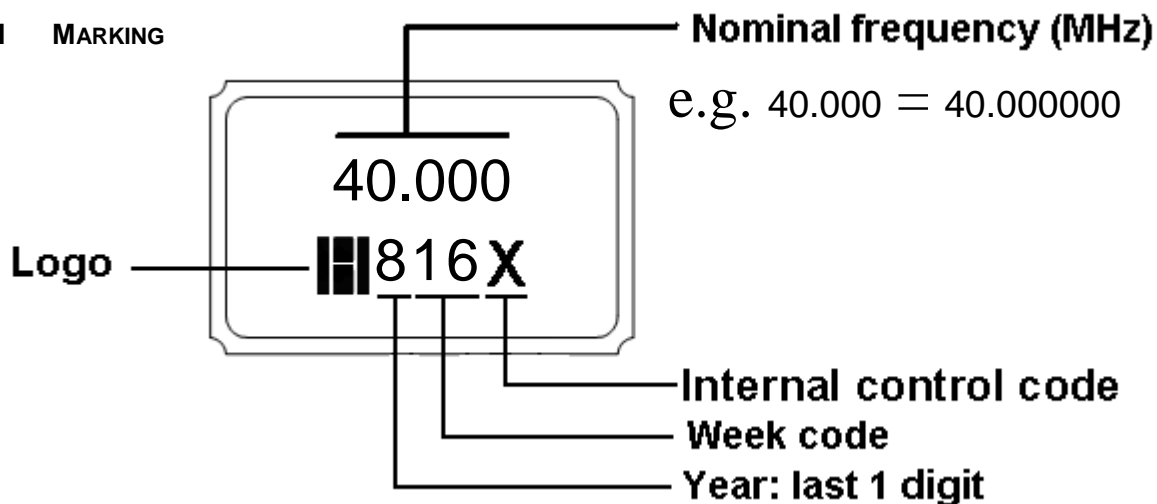 MARKING
Nominal frequency (MHz)
e.g. 40.000 = 40.000000
40.000
Logo
816X
Internal control code
Week code
Year: last 1 digit